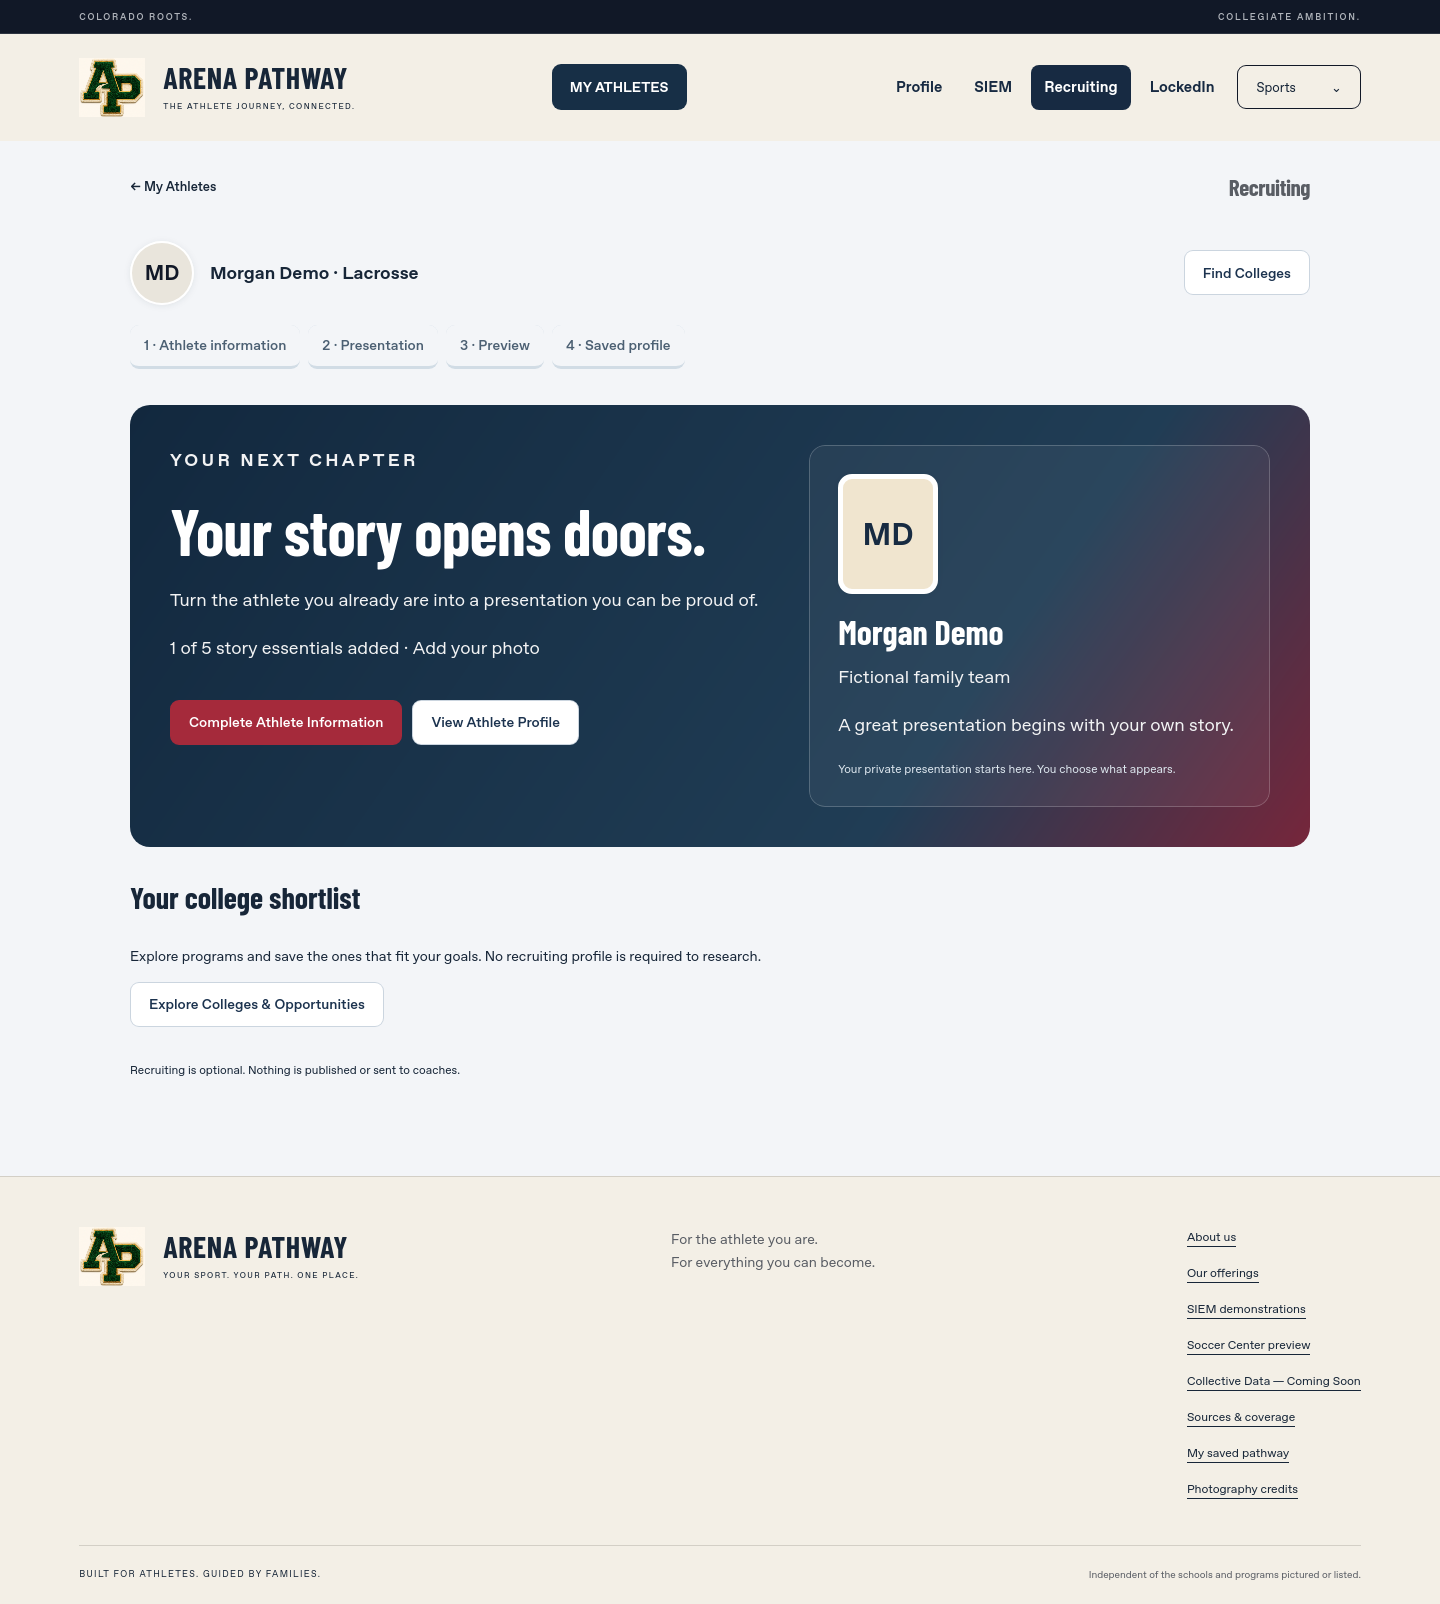 COLORADO ROOTS.
COLLEGIATE AMBITION.
AP
ARENA PATHWAY
THE ATHLETE JOURNEY, CONNECTED.
MY ATHLETES
Profile
SIEM
Recruiting
LockedIn
Sports
← My Athletes
Recruiting
MD
Morgan Demo · Lacrosse
Find Colleges
1 · Athlete information
2 · Presentation
3 · Preview
4 · Saved profile
YOUR NEXT CHAPTER
Your story opens doors.
Turn the athlete you already are into a presentation you can be proud of.
1 of 5 story essentials added · Add your photo
Complete Athlete Information
View Athlete Profile
MD
Morgan Demo
Fictional family team
A great presentation begins with your own story.
Your private presentation starts here. You choose what appears.
Your college shortlist
Explore programs and save the ones that fit your goals. No recruiting profile is required to research.
Explore Colleges & Opportunities
Recruiting is optional. Nothing is published or sent to coaches.
AP
ARENA PATHWAY
YOUR SPORT. YOUR PATH. ONE PLACE.
For the athlete you are.
For everything you can become.
About us
Our offerings
SIEM demonstrations
Soccer Center preview
Collective Data — Coming Soon
Sources & coverage
My saved pathway
Photography credits
BUILT FOR ATHLETES. GUIDED BY FAMILIES.
Independent of the schools and programs pictured or listed.